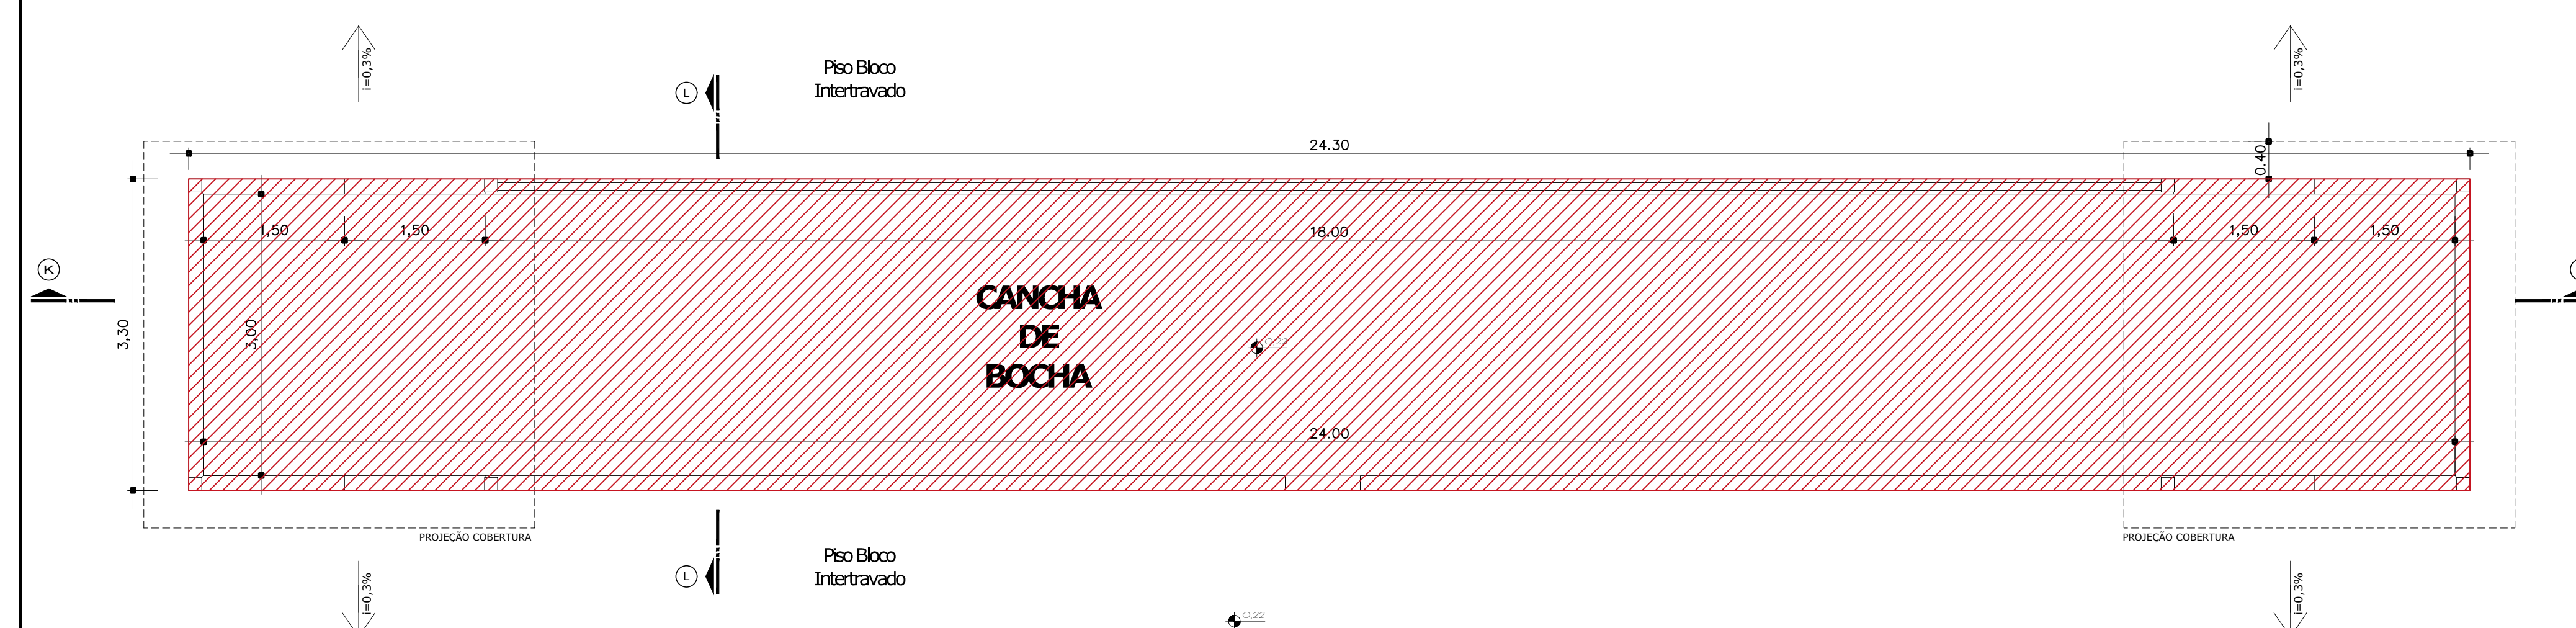 i=0,3%
i=0,3%
Piso Bloco
Intertravado
L
24.30
0.40
1,50
1,50
18.00
1,50
1,50
K
3,30
3,00
CANCHA
DE
BOCHA
0.22
24.00
PROJEÇÃO COBERTURA
PROJEÇÃO COBERTURA
Piso Bloco
Intertravado
L
i=0,3%
i=0,3%
0.22